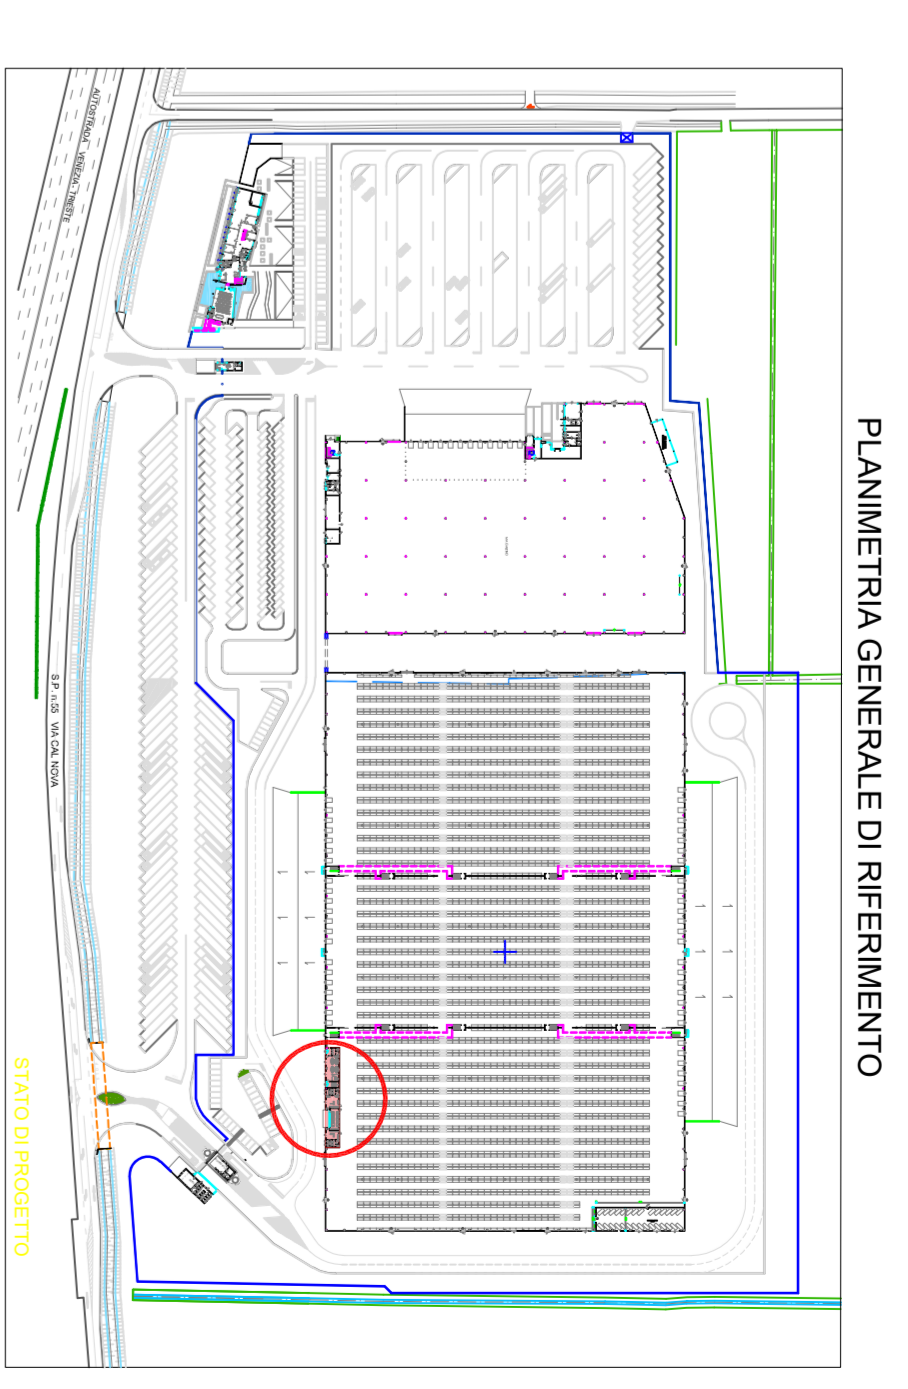 PLANIMETRIA GENERALE DI RIFERIMENTO
AUTOSTRADA VENEZIA-TRIESTE
S.P. n.55 VIA CAL NOVA
STATO DI PROGETTO